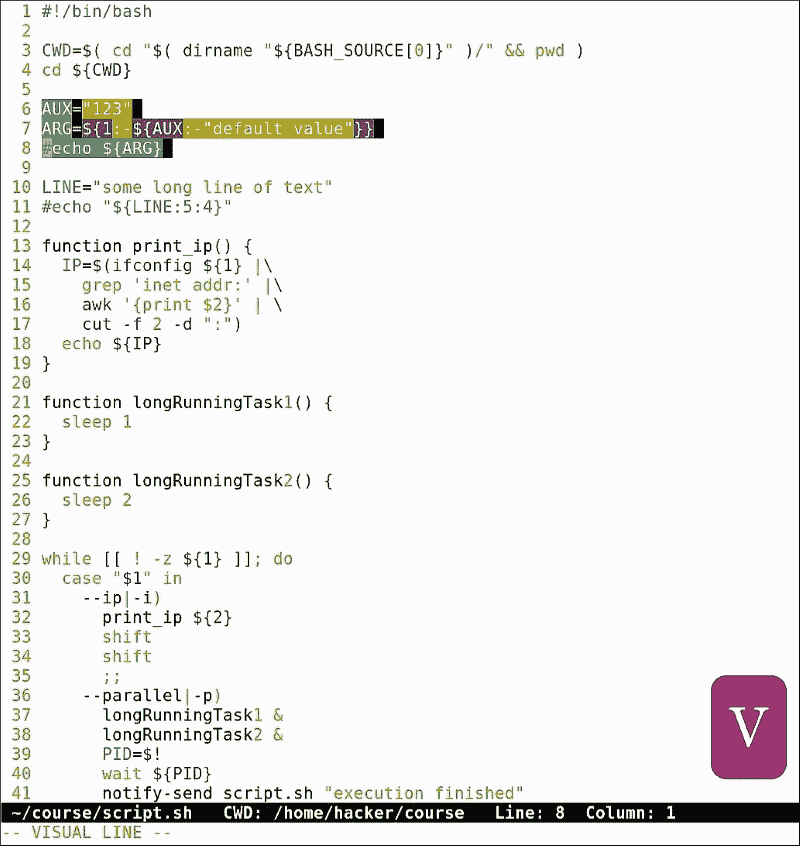 1 #!/bin/bash
2
3 CWD=$( cd "$( dirname "${BASH_SOURCE[0]}" )/" && pwd )
4 cd ${CWD}
5
6 AUX="123"
7 ARG=${1:-${AUX:-"default value"}}
8 #echo ${ARG}
9
10 LINE="some long line of text"
11 #echo "${LINE:5:4}"
12
13 function print_ip() {
14   IP=$(ifconfig ${1} |\
15     grep 'inet addr:' |\
16     awk '{print $2}' | \
17     cut -f 2 -d ":")
18   echo ${IP}
19 }
20
21 function longRunningTask1() {
22   sleep 1
23 }
24
25 function longRunningTask2() {
26   sleep 2
27 }
28
29 while [[ ! -z ${1} ]]; do
30   case "$1" in
31     --ip|-i)
32       print_ip ${2}
33       shift
34       shift
35       ;;
36     --parallel|-p)
37       longRunningTask1 &
38       longRunningTask2 &
39       PID=$!
40       wait ${PID}
41       notify-send script.sh "execution finished"
V
~/course/script.sh   CWD: /home/hacker/course   Line: 8  Column: 1
-- VISUAL LINE --